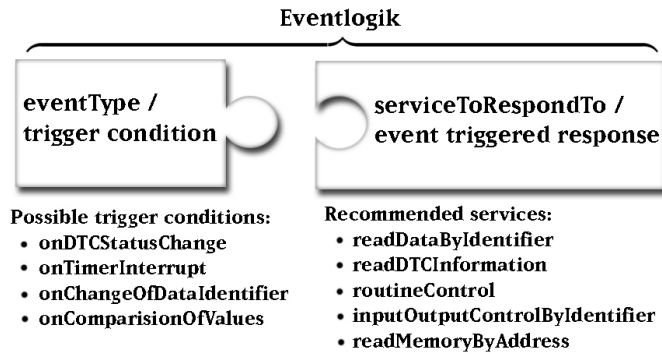 Eventlogik
eventType /
trigger condition
serviceToRespondTo /
event triggered response
Possible trigger conditions:
• onDTCStatusChange
• onTimerInterrupt
• onChangeOfDataIdentifier
• onComparisionOfValues
Recommended services:
• readDataByIdentifier
• readDTCInformation
• routineControl
• inputOutputControlByIdentifier
• readMemoryByAddress